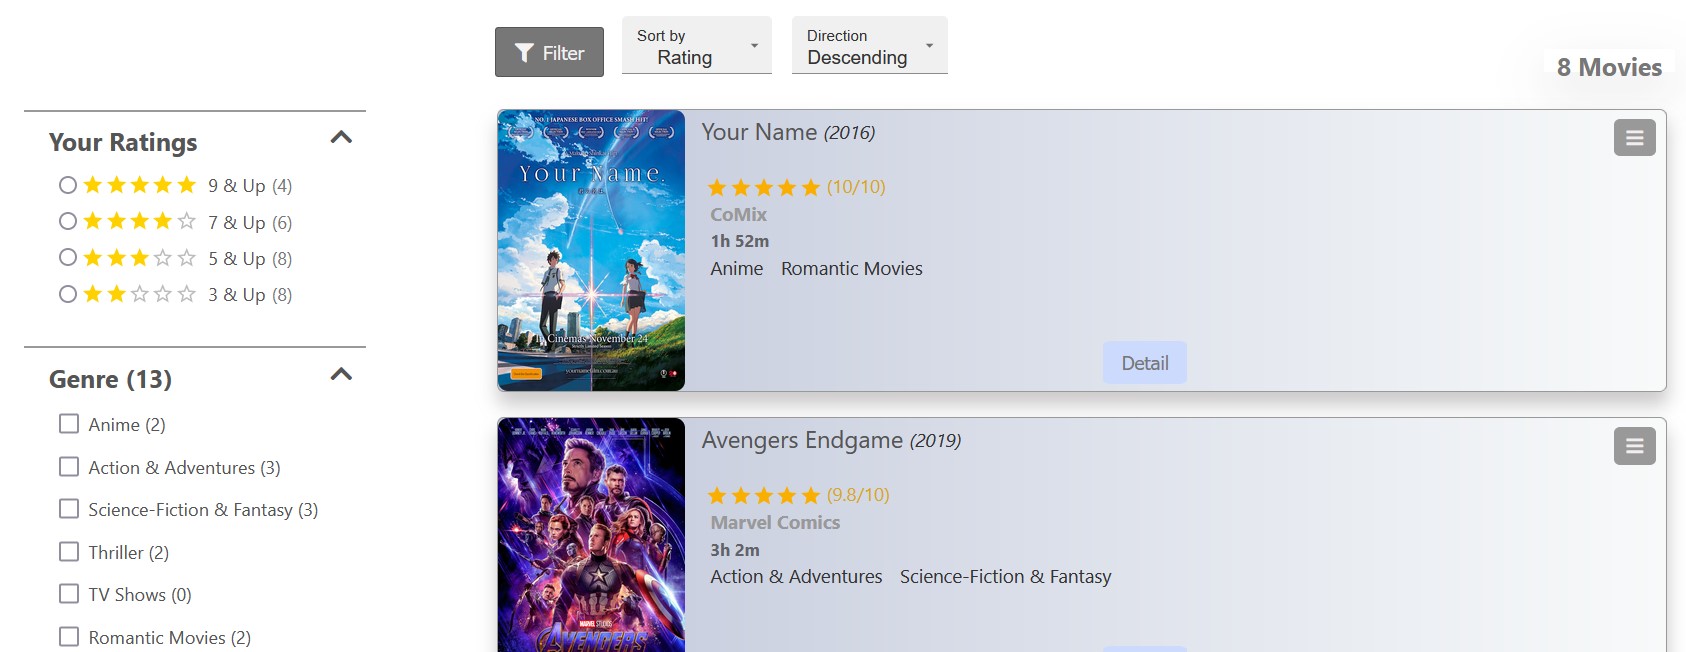 Filter
Sort by
Rating
Direction
Descending
8 Movies
Your Ratings
9 & Up (4)
7 & Up (6)
5 & Up (8)
3 & Up (8)
Genre (13)
Anime (2)
Action & Adventures (3)
Science-Fiction & Fantasy (3)
Thriller (2)
TV Shows (0)
Romantic Movies (2)
NO. 1 JAPANESE BOX OFFICE SMASH HIT!
Your Name.
In Cinemas November 24
Your Name (2016)
(10/10)
CoMix
1h 52m
Anime Romantic Movies
Detail
MARVEL STUDIOS
AVENGERS
Avengers Endgame (2019)
(9.8/10)
Marvel Comics
3h 2m
Action & Adventures Science-Fiction & Fantasy